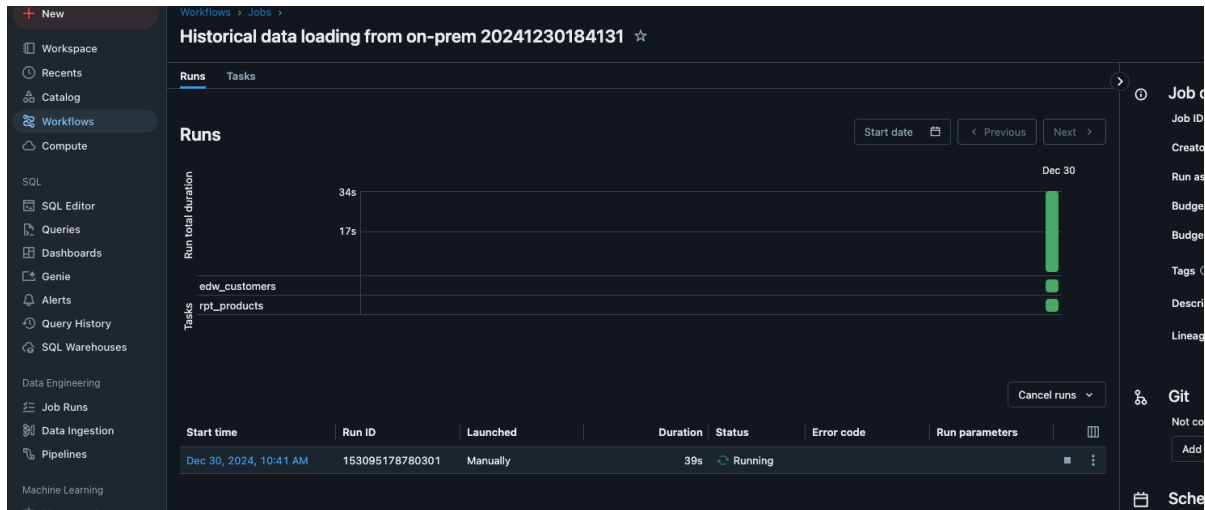 New
Workspace
Recents
Catalog
Workflows
Compute
SQL
SQL Editor
Queries
Dashboards
Genie
Alerts
Query History
SQL Warehouses
Data Engineering
Job Runs
Data Ingestion
Pipelines
Machine Learning
Workflows > Jobs >
Historical data loading from on-prem 20241230184131
Runs Tasks
Runs
Start date Previous Next
Dec 30
Run total duration
34s
17s
Tasks
edw_customers
rpt_products
Cancel runs
Start time Run ID Launched Duration Status Error code Run parameters
Dec 30, 2024, 10:41 AM 153095178780301 Manually 39s Running
Job
Job ID
Creato
Run as
Budge
Budge
Tags
Descri
Lineag
Git
Not co
Add
Sche